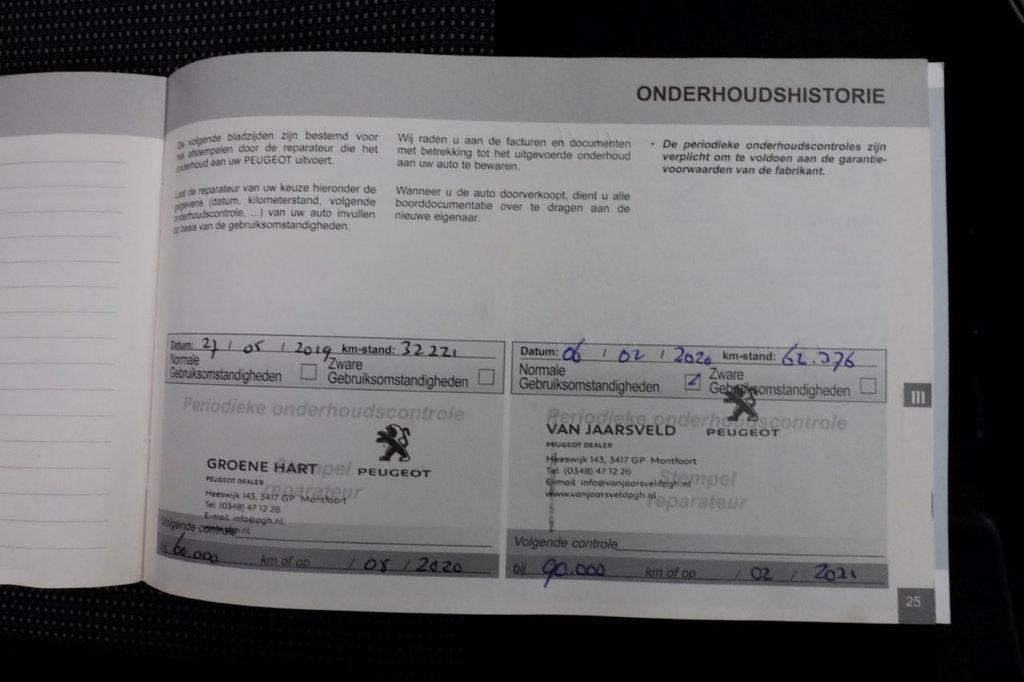 ONDERHOUDSHISTORIE
De volgende bladzijden zijn bestemd voor
het afstempelen door de reparateur die het
onderhoud aan uw PEUGEOT uitvoert.
Laat de reparateur van uw keuze hieronder de
gegevens (datum, kilometerstand, volgende
onderhoudscontrole, ...) van uw auto invullen
op basis van de gebruiksomstandigheden.
Wij raden u aan de facturen en documenten
met betrekking tot het uitgevoerde onderhoud
aan uw auto te bewaren.
Wanneer u de auto doorverkoopt, dient u alle
boorddocumentatie over te dragen aan de
nieuwe eigenaar.
• De periodieke onderhoudscontroles zijn
verplicht om te voldoen aan de garantie-
voorwaarden van de fabrikant.
Datum: 27 / 05 / 2019 km-stand: 32221
Normale Zware
Gebruiksomstandigheden Gebruiksomstandigheden
Periodieke onderhoudscontrole
Stempel
reparateur
GROENE HART PEUGEOT
PEUGEOT DEALER
Heeswijk 143, 3417 GP Montfoort
Tel (0348) 47 12 26
E-mail info@pgh.nl
Volgende controle
60.000 km of op / 05 / 2020
Datum: 06 / 02 / 2020 km-stand: 62.376
Normale Zware
Gebruiksomstandigheden Gebruiksomstandigheden
Periodieke onderhoudscontrole
Stempel
reparateur
VAN JAARSVELD PEUGEOT
PEUGEOT DEALER
Heeswijk 143, 3417 GP Montfoort
Tel (0348) 47 12 26
E-mail info@vanjaarsveldpgh.nl
www.vanjaarsveldpgh.nl
Volgende controle
bij 90.000 km of op / 02 / 2021
III
25